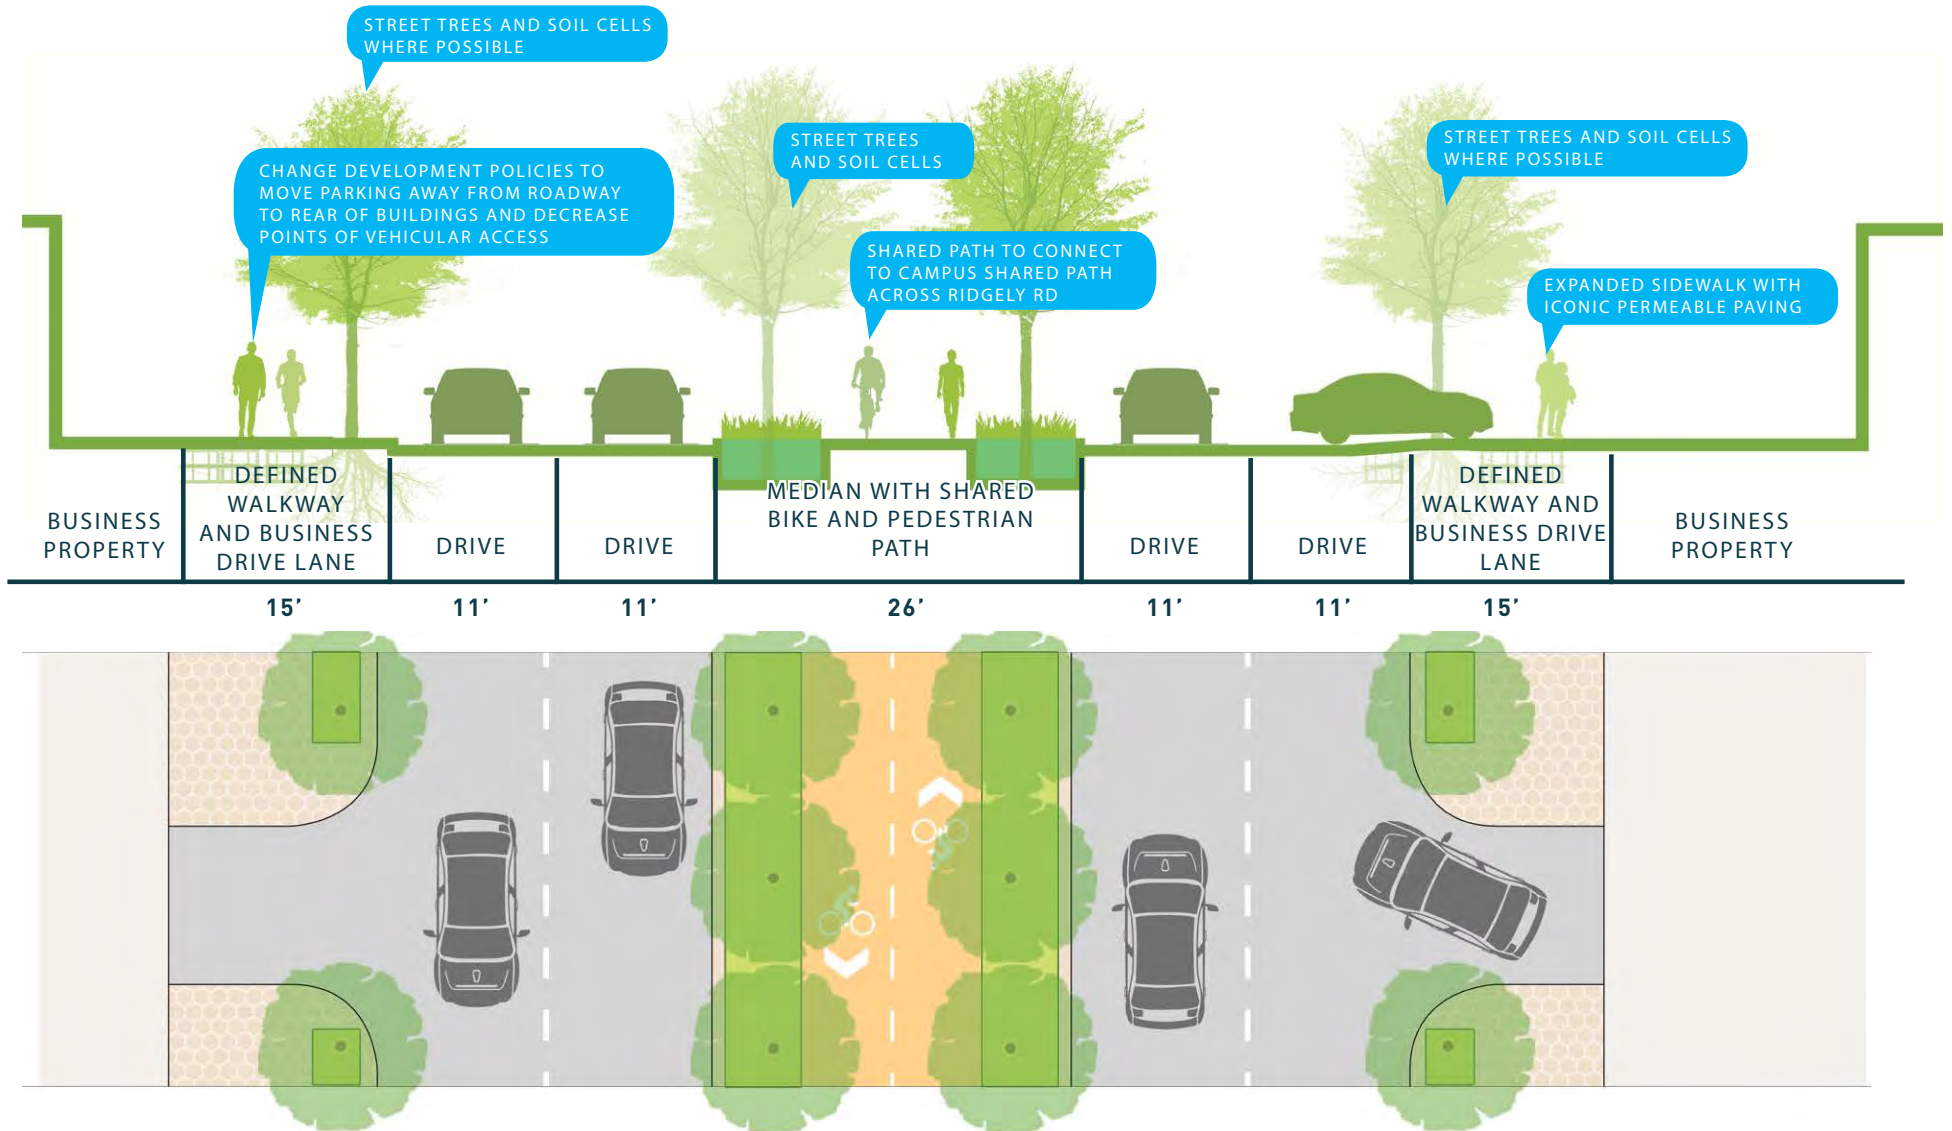 STREET TREES AND SOIL CELLS
WHERE POSSIBLE
CHANGE DEVELOPMENT POLICIES TO
MOVE PARKING AWAY FROM ROADWAY
TO REAR OF BUILDINGS AND DECREASE
POINTS OF VEHICULAR ACCESS
STREET TREES
AND SOIL CELLS
SHARED PATH TO CONNECT
TO CAMPUS SHARED PATH
ACROSS RIDGELY RD
STREET TREES AND SOIL CELLS
WHERE POSSIBLE
EXPANDED SIDEWALK WITH
ICONIC PERMEABLE PAVING
BUSINESS
PROPERTY
DEFINED
WALKWAY
AND BUSINESS
DRIVE LANE
DRIVE
DRIVE
MEDIAN WITH SHARED
BIKE AND PEDESTRIAN
PATH
DRIVE
DRIVE
DEFINED
WALKWAY AND
BUSINESS DRIVE
LANE
BUSINESS
PROPERTY
15’
11’
11’
26’
11’
11’
15’